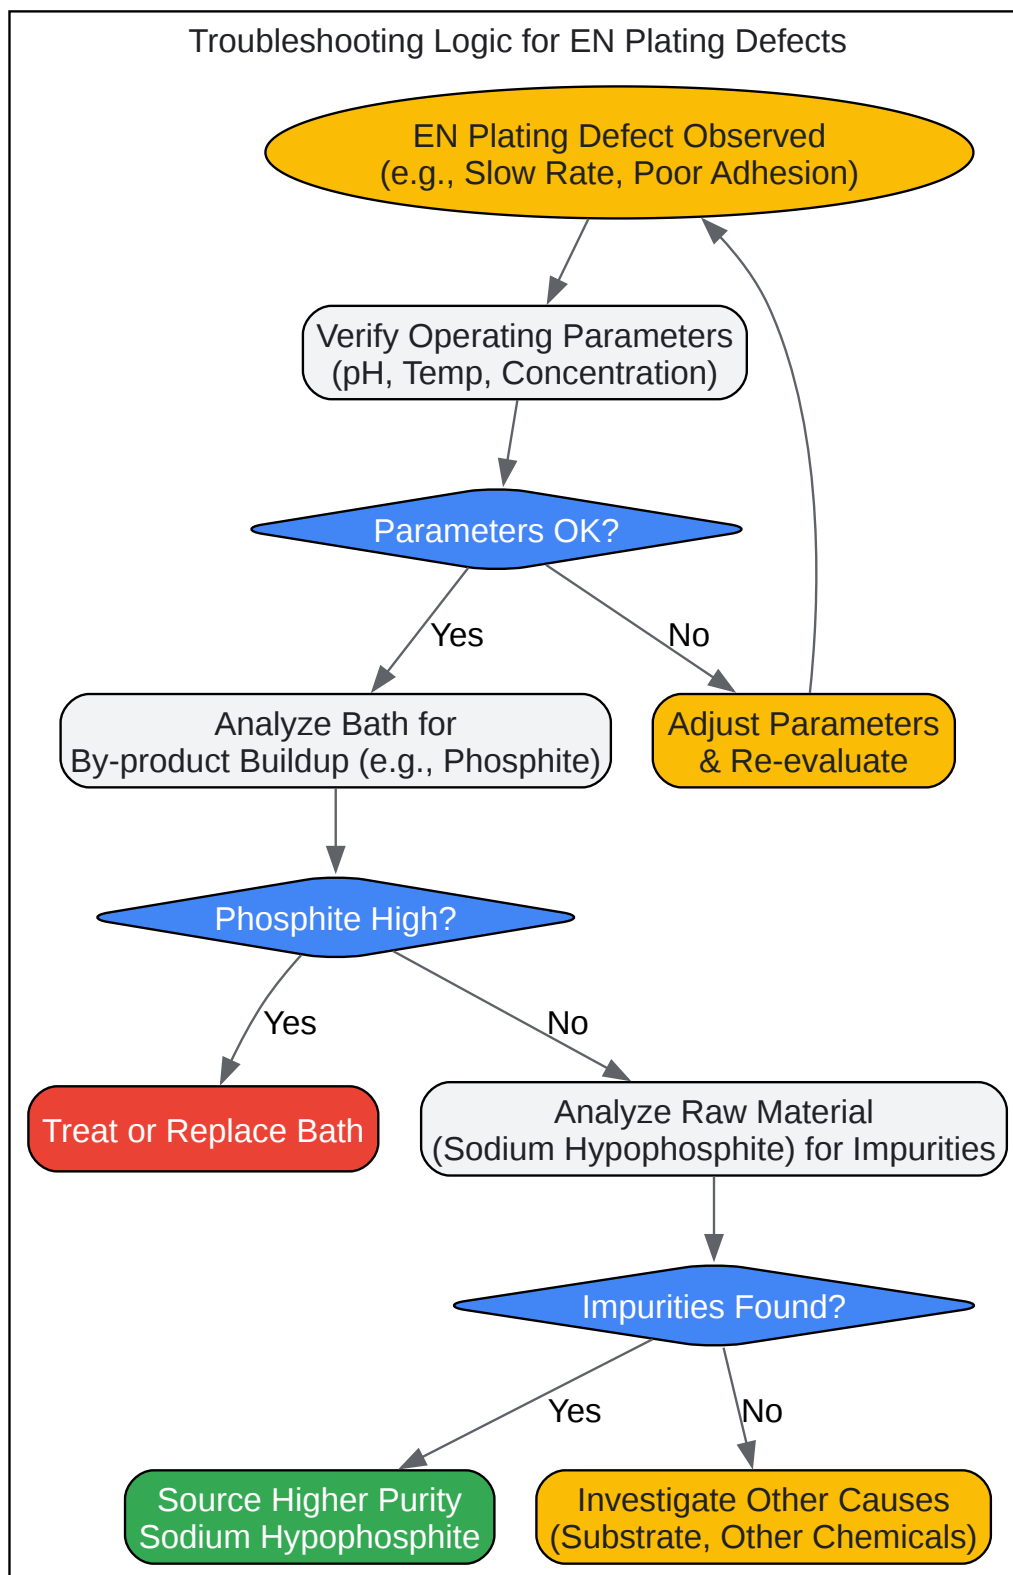 Troubleshooting Logic for EN Plating Defects
EN Plating Defect Observed
(e.g., Slow Rate, Poor Adhesion)
Verify Operating Parameters
(pH, Temp, Concentration)
Parameters OK?
Yes
No
Analyze Bath for
By-product Buildup (e.g., Phosphite)
Adjust Parameters
& Re-evaluate
Phosphite High?
Yes
No
Treat or Replace Bath
Analyze Raw Material
(Sodium Hypophosphite) for Impurities
Impurities Found?
Yes
No
Source Higher Purity
Sodium Hypophosphite
Investigate Other Causes
(Substrate, Other Chemicals)